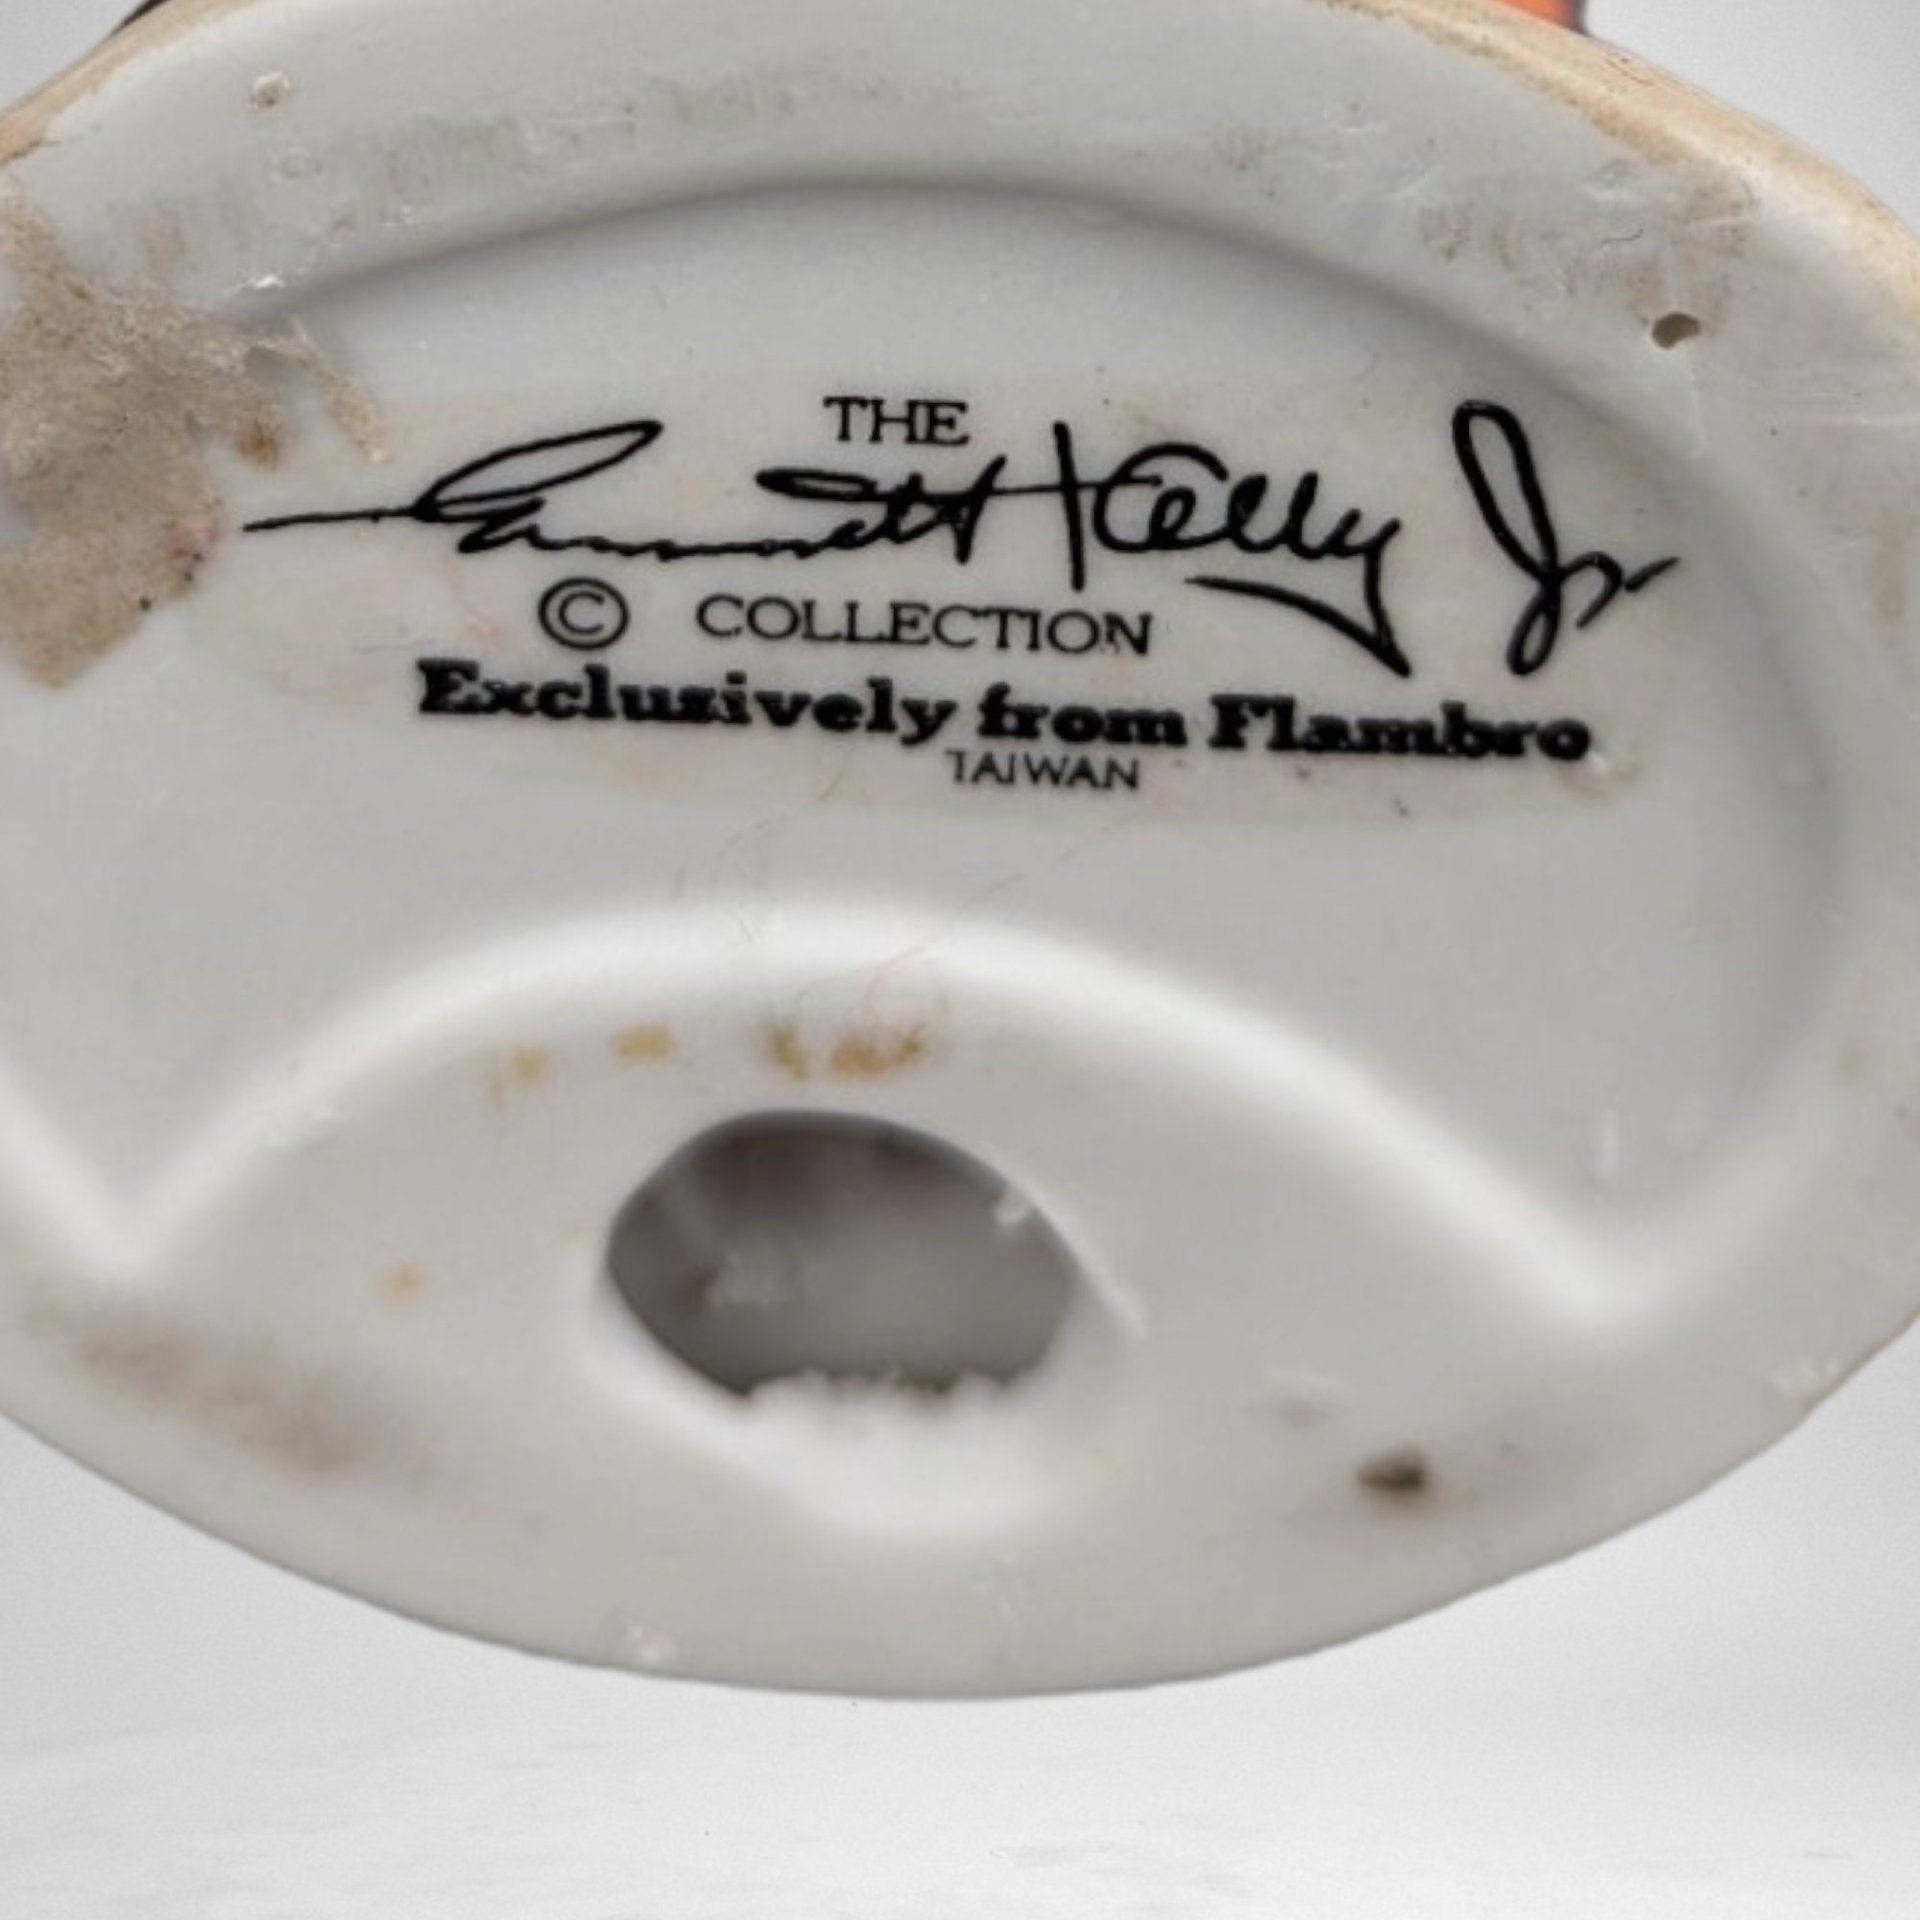 THE
Emmett Kelly Jr
© COLLECTION
Exclusively from Flambro
TAIWAN